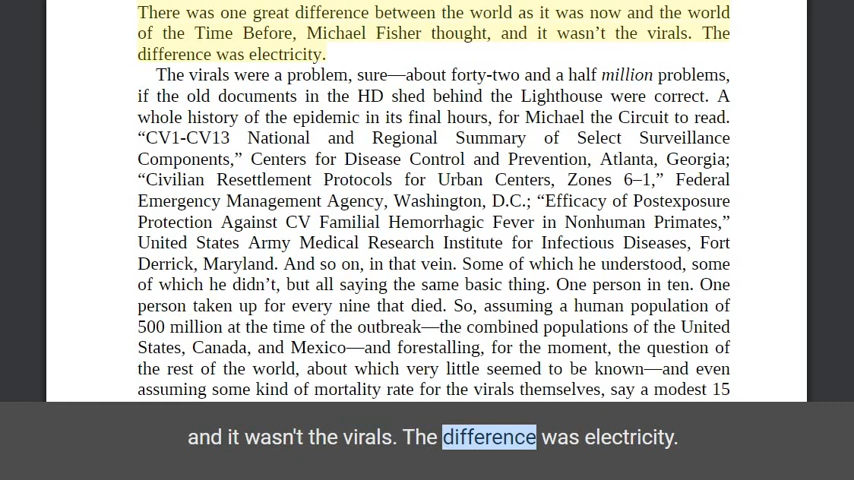 There was one great difference between the world as it was now and the world
of the Time Before, Michael Fisher thought, and it wasn’t the virals. The
difference was electricity.
The virals were a problem, sure—about forty-two and a half million problems,
if the old documents in the HD shed behind the Lighthouse were correct. A
whole history of the epidemic in its final hours, for Michael the Circuit to read.
“CV1-CV13 National and Regional Summary of Select Surveillance
Components,” Centers for Disease Control and Prevention, Atlanta, Georgia;
“Civilian Resettlement Protocols for Urban Centers, Zones 6–1,” Federal
Emergency Management Agency, Washington, D.C.; “Efficacy of Postexposure
Protection Against CV Familial Hemorrhagic Fever in Nonhuman Primates,”
United States Army Medical Research Institute for Infectious Diseases, Fort
Derrick, Maryland. And so on, in that vein. Some of which he understood, some
of which he didn’t, but all saying the same basic thing. One person in ten. One
person taken up for every nine that died. So, assuming a human population of
500 million at the time of the outbreak—the combined populations of the United
States, Canada, and Mexico—and forestalling, for the moment, the question of
the rest of the world, about which very little seemed to be known—and even
assuming some kind of mortality rate for the virals themselves, say a modest 15
and it wasn't the virals. The difference was electricity.